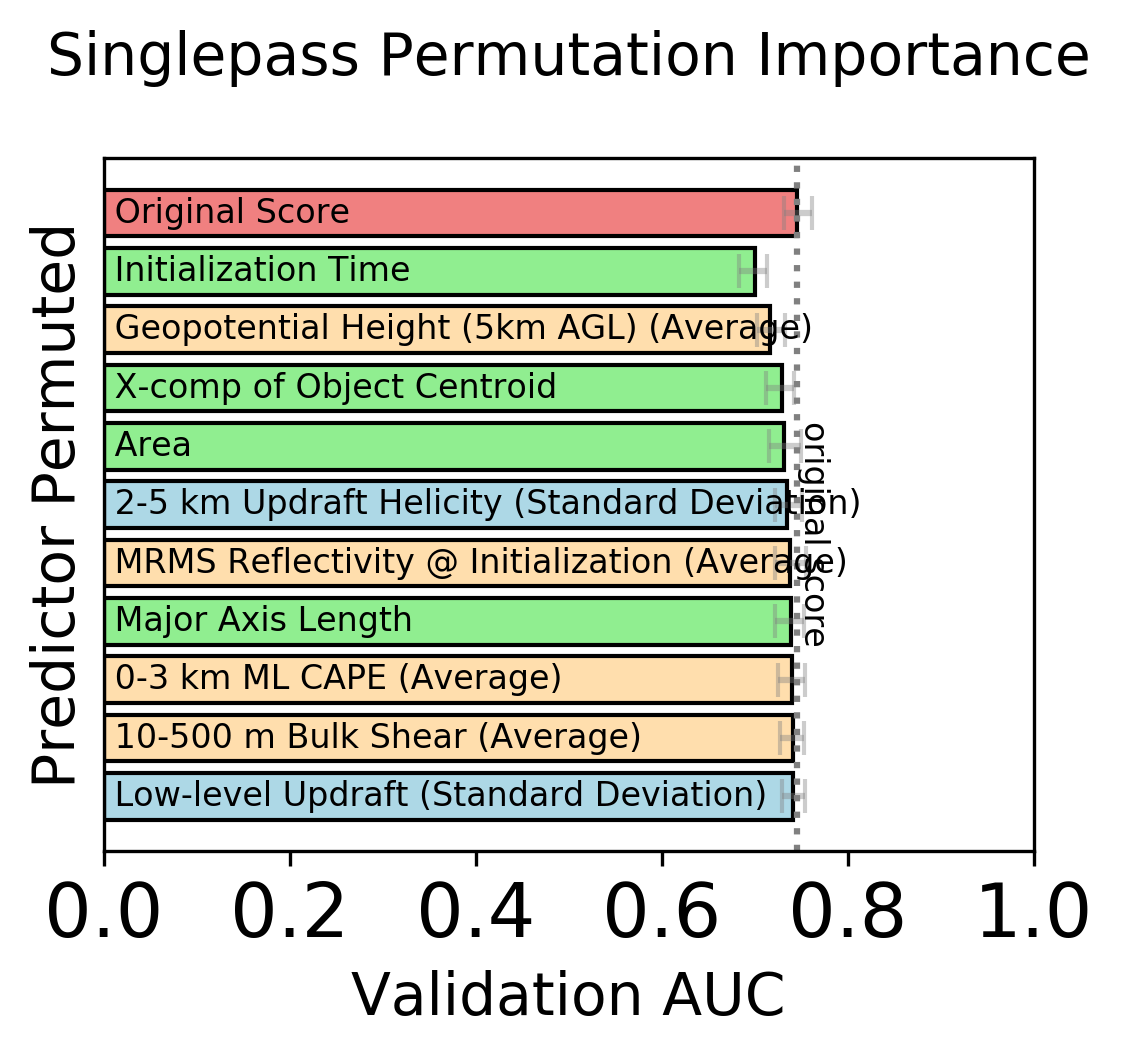 Singlepass Permutation Importance
Predictor Permuted
Original Score
Initialization Time
Geopotential Height (5km AGL) (Average)
X-comp of Object Centroid
Area
2-5 km Updraft Helicity (Standard Deviation)
MRMS Reflectivity @ Initialization (Average)
Major Axis Length
0-3 km ML CAPE (Average)
10-500 m Bulk Shear (Average)
Low-level Updraft (Standard Deviation)
original score
0.0 0.2 0.4 0.6 0.8 1.0
Validation AUC